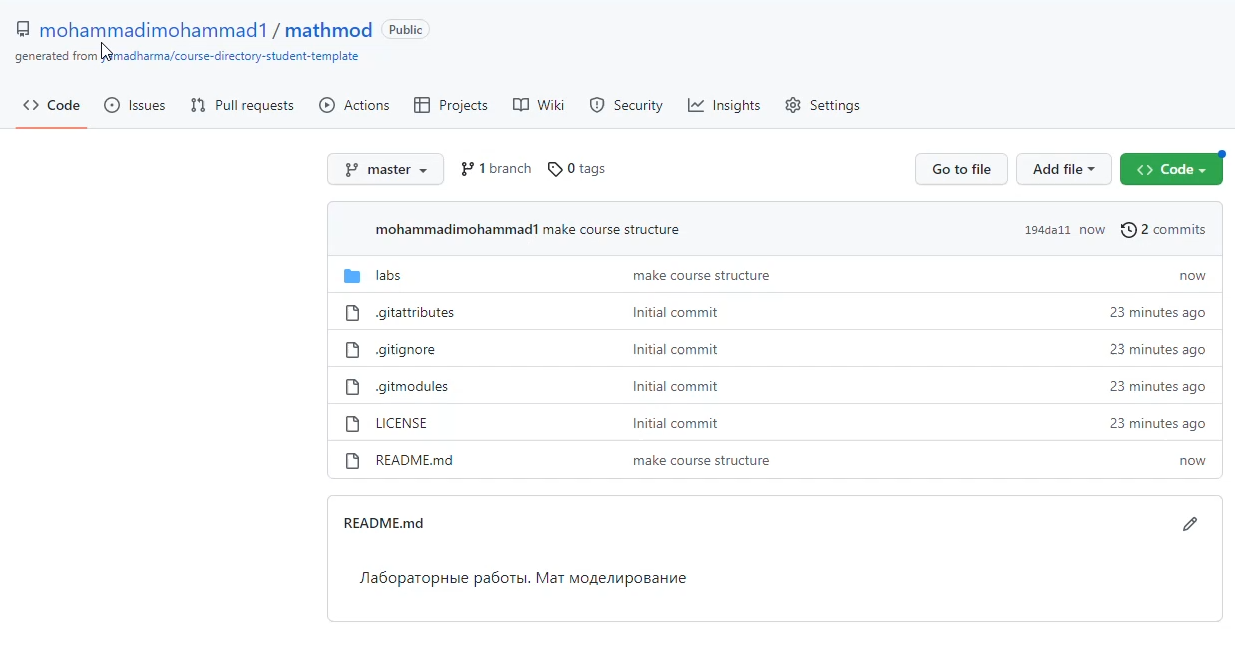 mohammadimohammad1 / mathmod Public
generated from yamadharma/course-directory-student-template
Code Issues Pull requests Actions Projects Wiki Security Insights Settings
master 1 branch 0 tags Go to file Add file Code
mohammadimohammad1 make course structure 194da11 now 2 commits
labs make course structure now
.gitattributes Initial commit 23 minutes ago
.gitignore Initial commit 23 minutes ago
.gitmodules Initial commit 23 minutes ago
LICENSE Initial commit 23 minutes ago
README.md make course structure now
README.md
Лабораторные работы. Мат моделирование